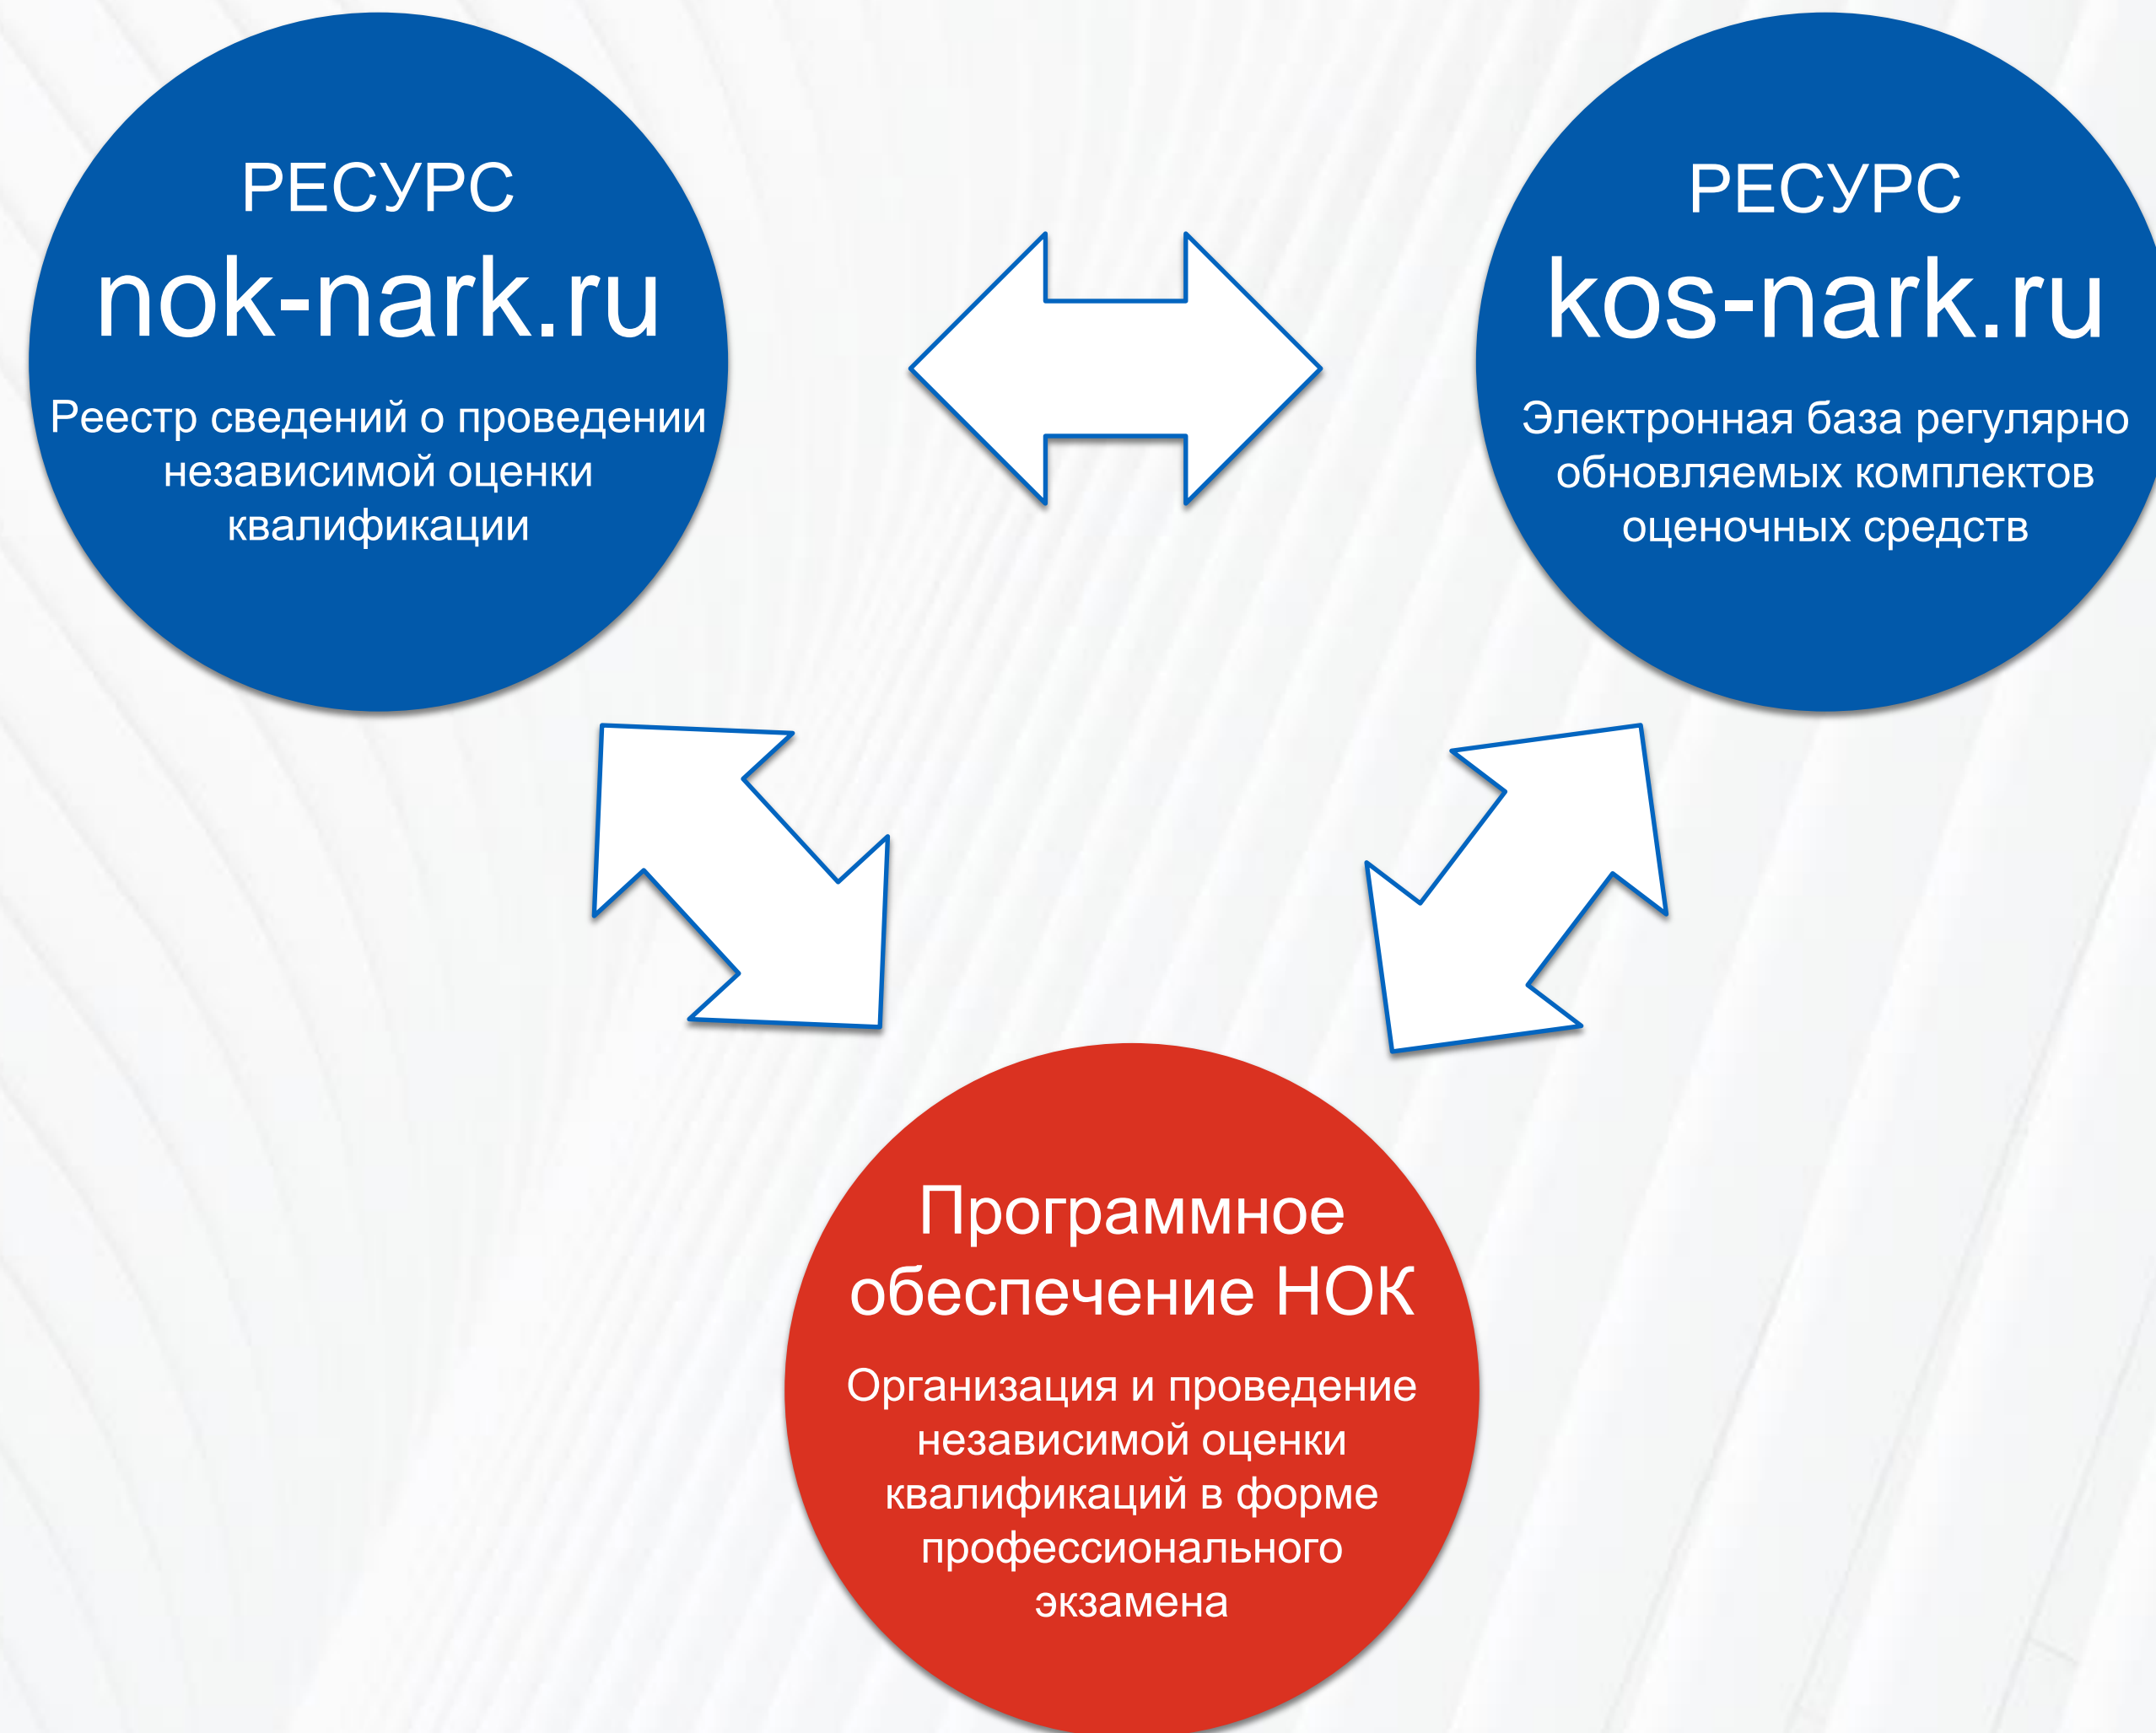 РЕСУРС
nok-nark.ru
Реестр сведений о проведении
независимой оценки
квалификации
РЕСУРС
kos-nark.ru
Электронная база регулярно
обновляемых комплектов
оценочных средств
Программное
обеспечение НОК
Организация и проведение
независимой оценки
квалификаций в форме
профессионального
экзамена